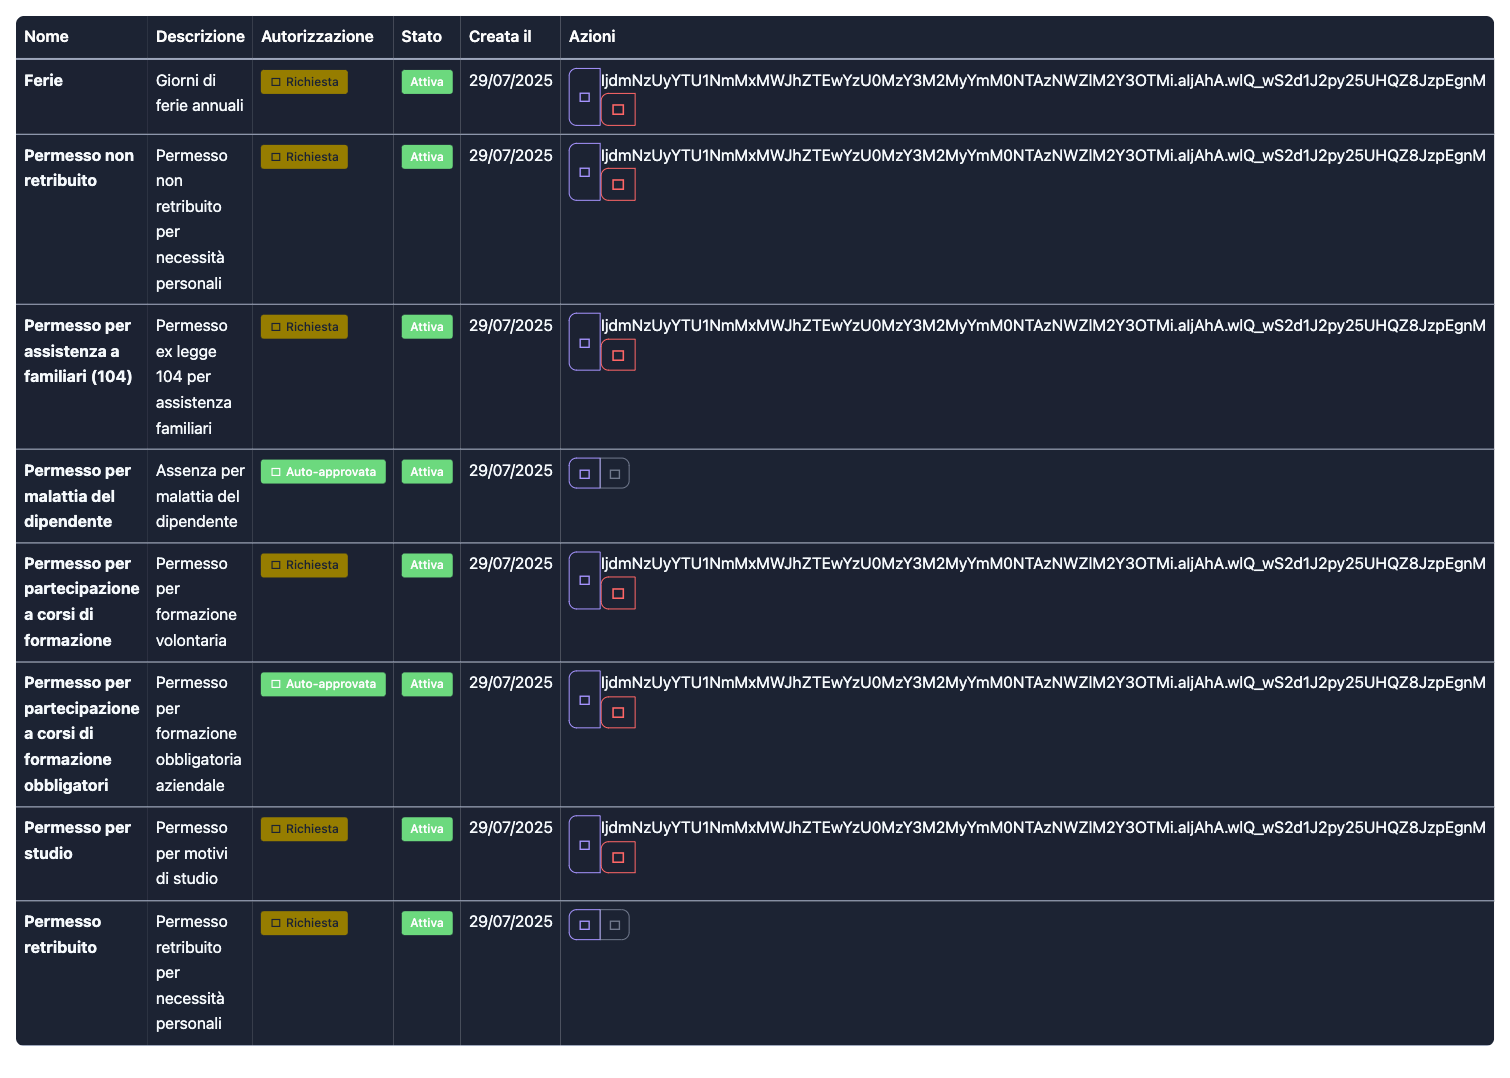 Nome Descrizione Autorizzazione Stato Creata il Azioni
Ferie
Giorni di
ferie annuali
Richiesta
Attiva
29/07/2025
IjdmNzUyYTU1NmMxMWJhZTEwYzU0MzY3M2MyYmM0NTAzNWZlM2Y3OTMi.aIjAhA.wlQ_wS2d1J2py25UHQZ8JzpEgnM
Permesso non
retribuito
Permesso
non
retribuito
per
necessità
personali
Richiesta
Attiva
29/07/2025
IjdmNzUyYTU1NmMxMWJhZTEwYzU0MzY3M2MyYmM0NTAzNWZlM2Y3OTMi.aIjAhA.wlQ_wS2d1J2py25UHQZ8JzpEgnM
Permesso per
assistenza a
familiari (104)
Permesso
ex legge
104 per
assistenza
familiari
Richiesta
Attiva
29/07/2025
IjdmNzUyYTU1NmMxMWJhZTEwYzU0MzY3M2MyYmM0NTAzNWZlM2Y3OTMi.aIjAhA.wlQ_wS2d1J2py25UHQZ8JzpEgnM
Permesso per
malattia del
dipendente
Assenza per
malattia del
dipendente
Auto-approvata
Attiva
29/07/2025
Permesso per
partecipazione
a corsi di
formazione
Permesso
per
formazione
volontaria
Richiesta
Attiva
29/07/2025
IjdmNzUyYTU1NmMxMWJhZTEwYzU0MzY3M2MyYmM0NTAzNWZlM2Y3OTMi.aIjAhA.wlQ_wS2d1J2py25UHQZ8JzpEgnM
Permesso per
partecipazione
a corsi di
formazione
obbligatori
Permesso
per
formazione
obbligatoria
aziendale
Auto-approvata
Attiva
29/07/2025
IjdmNzUyYTU1NmMxMWJhZTEwYzU0MzY3M2MyYmM0NTAzNWZlM2Y3OTMi.aIjAhA.wlQ_wS2d1J2py25UHQZ8JzpEgnM
Permesso per
studio
Permesso
per motivi
di studio
Richiesta
Attiva
29/07/2025
IjdmNzUyYTU1NmMxMWJhZTEwYzU0MzY3M2MyYmM0NTAzNWZlM2Y3OTMi.aIjAhA.wlQ_wS2d1J2py25UHQZ8JzpEgnM
Permesso
retribuito
Permesso
retribuito
per
necessità
personali
Richiesta
Attiva
29/07/2025